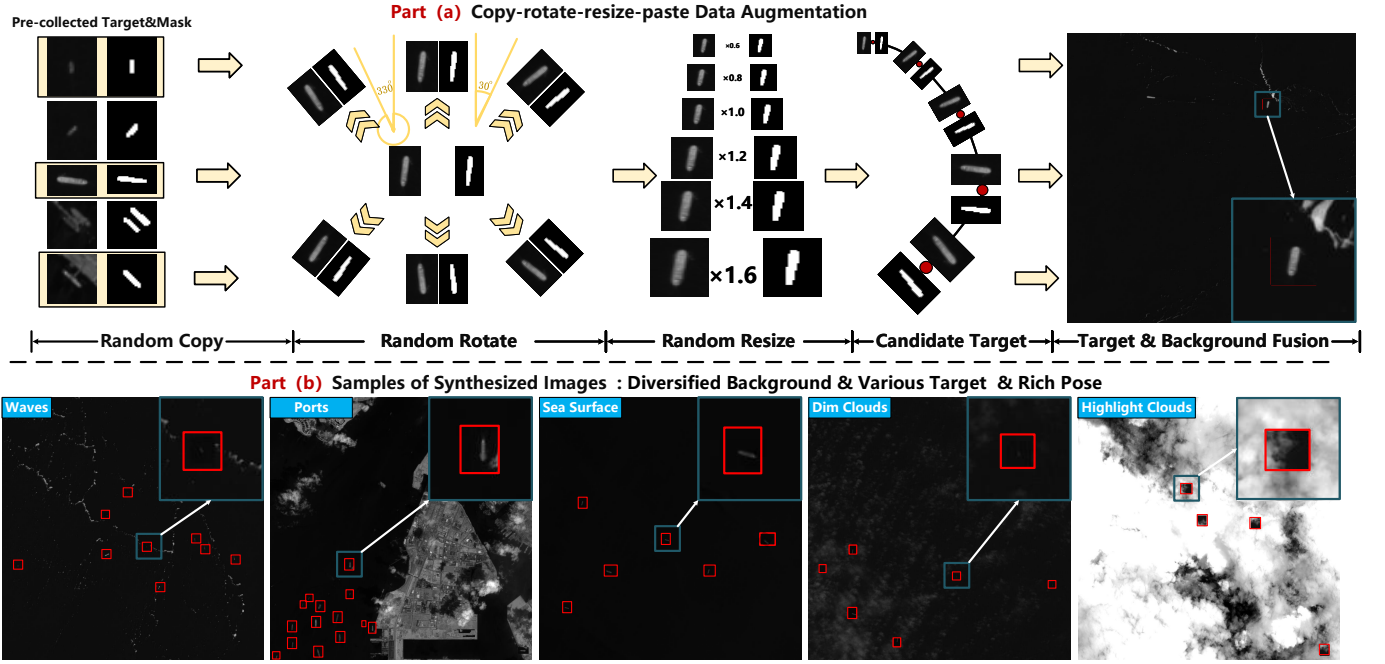 Part (a) Copy-rotate-resize-paste Data Augmentation
Pre-collected Target&Mask
330°
30°
×0.6
×0.8
×1.0
×1.2
×1.4
×1.6
Random Copy
Random Rotate
Random Resize
Candidate Target
Target & Background Fusion
Part (b) Samples of Synthesized Images : Diversified Background & Various Target & Rich Pose
Waves
Ports
Sea Surface
Dim Clouds
Highlight Clouds